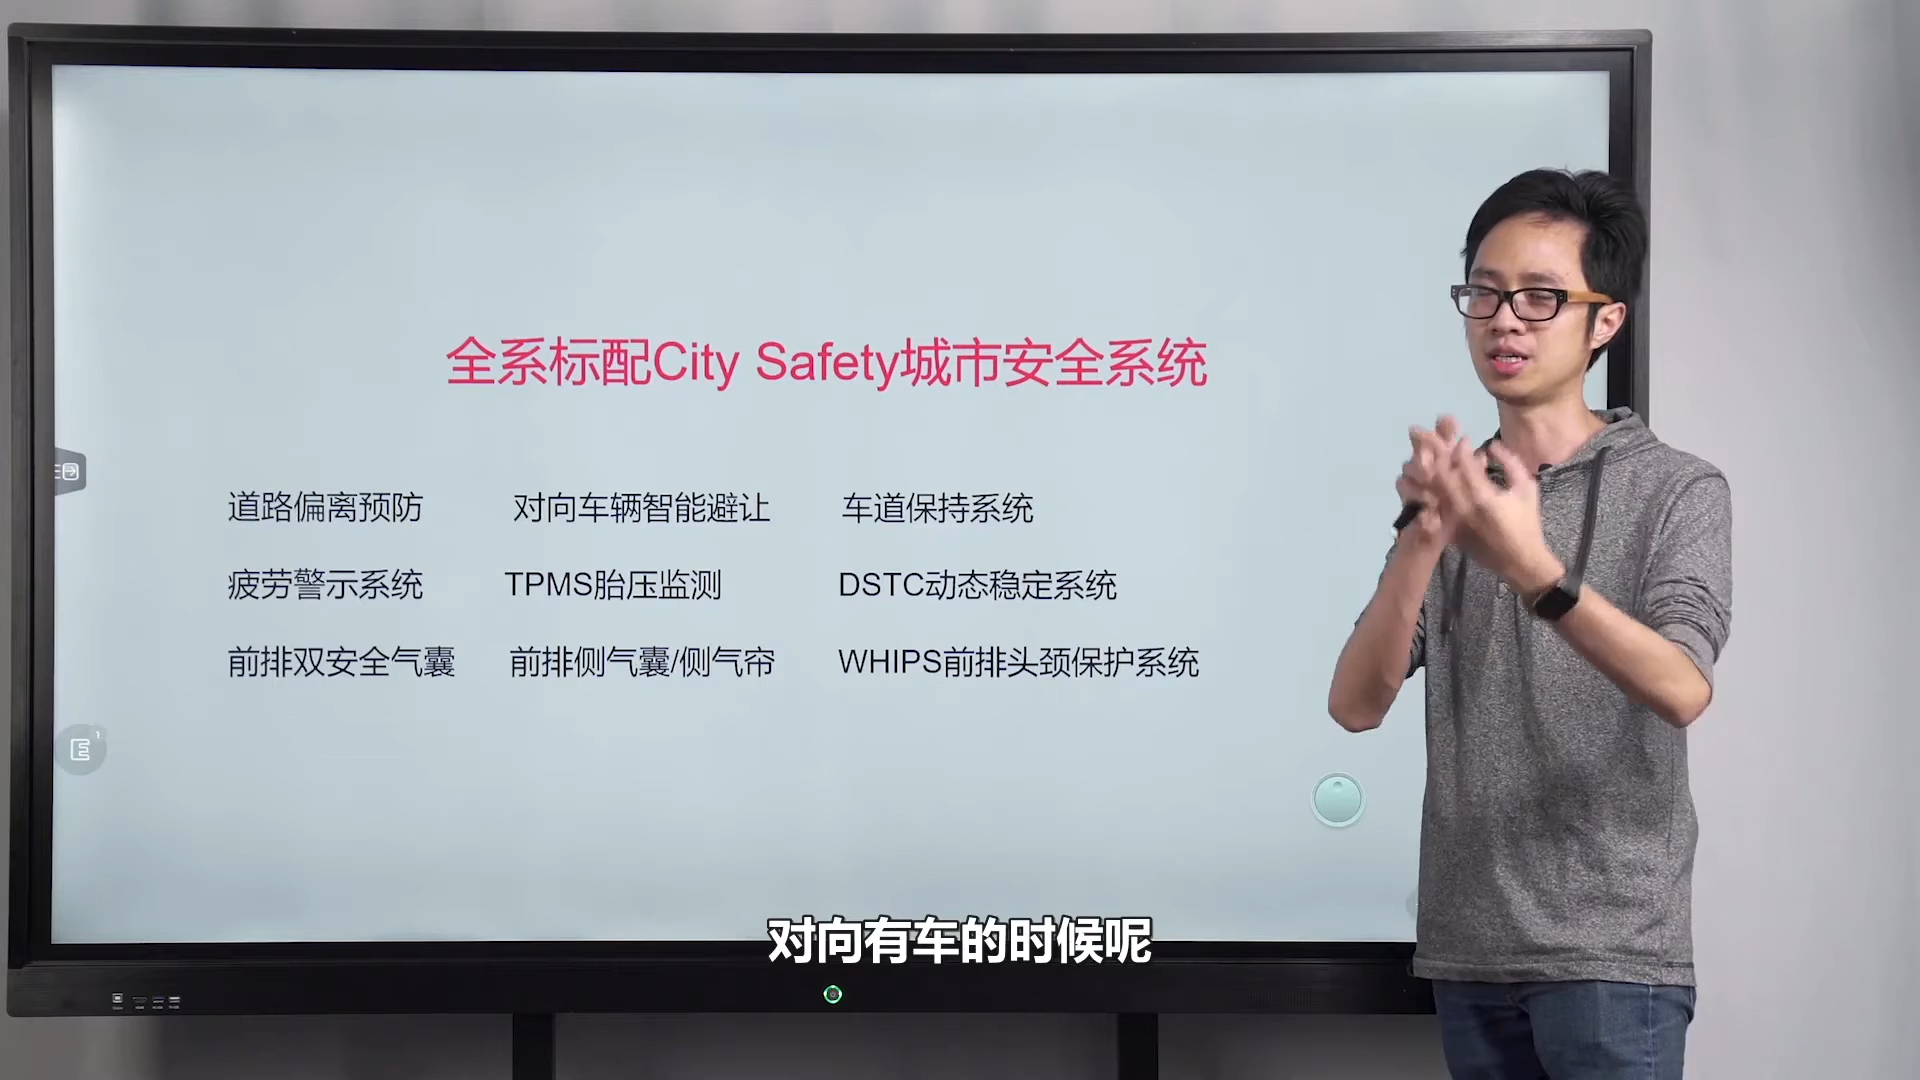 全系标配City Safety城市安全系统
道路偏离预防 对向车辆智能避让 车道保持系统
疲劳警示系统 TPMS胎压监测 DSTC动态稳定系统
前排双安全气囊 前排侧气囊/侧气帘 WHIPS前排头颈保护系统
对向有车的时候呢